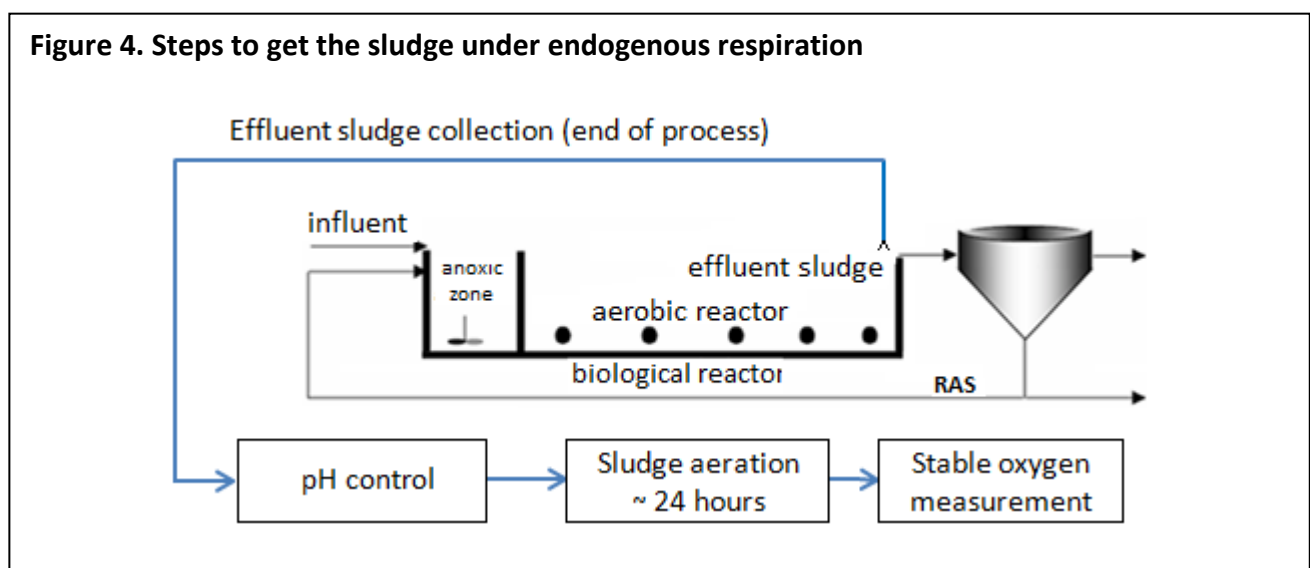 Figure 4. Steps to get the sludge under endogenous respiration
Effluent sludge collection (end of process)
influent
anoxic
zone
effluent sludge
aerobic reactor
biological reactor
RAS
pH control
Sludge aeration
~ 24 hours
Stable oxygen
measurement